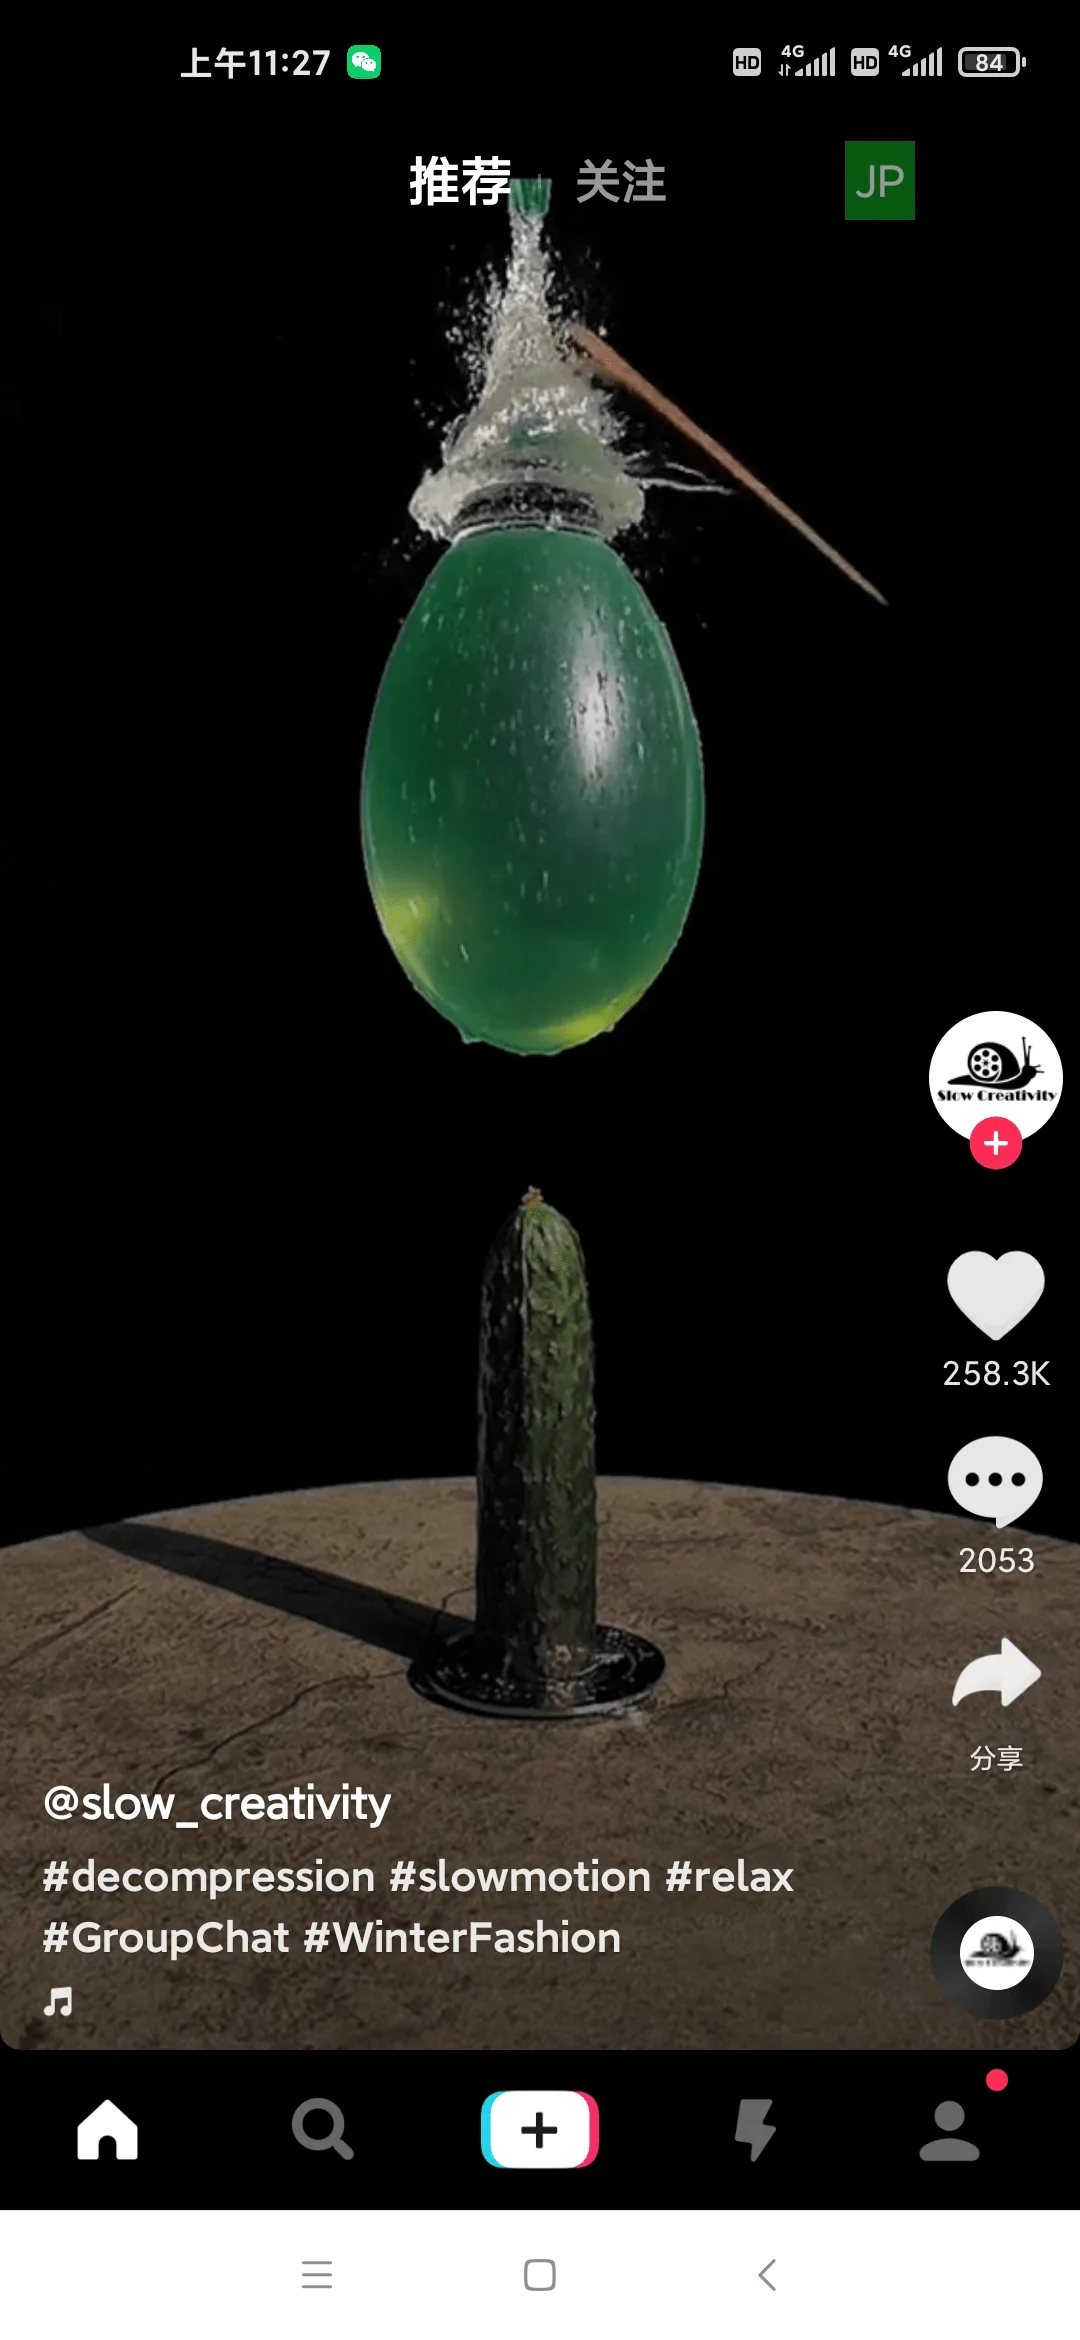 上午11:27
HD 4G HD 4G 84
推荐 关注 JP
Slow Creativity
258.3K
2053
分享
@slow_creativity
#decompression #slowmotion #relax
#GroupChat #WinterFashion